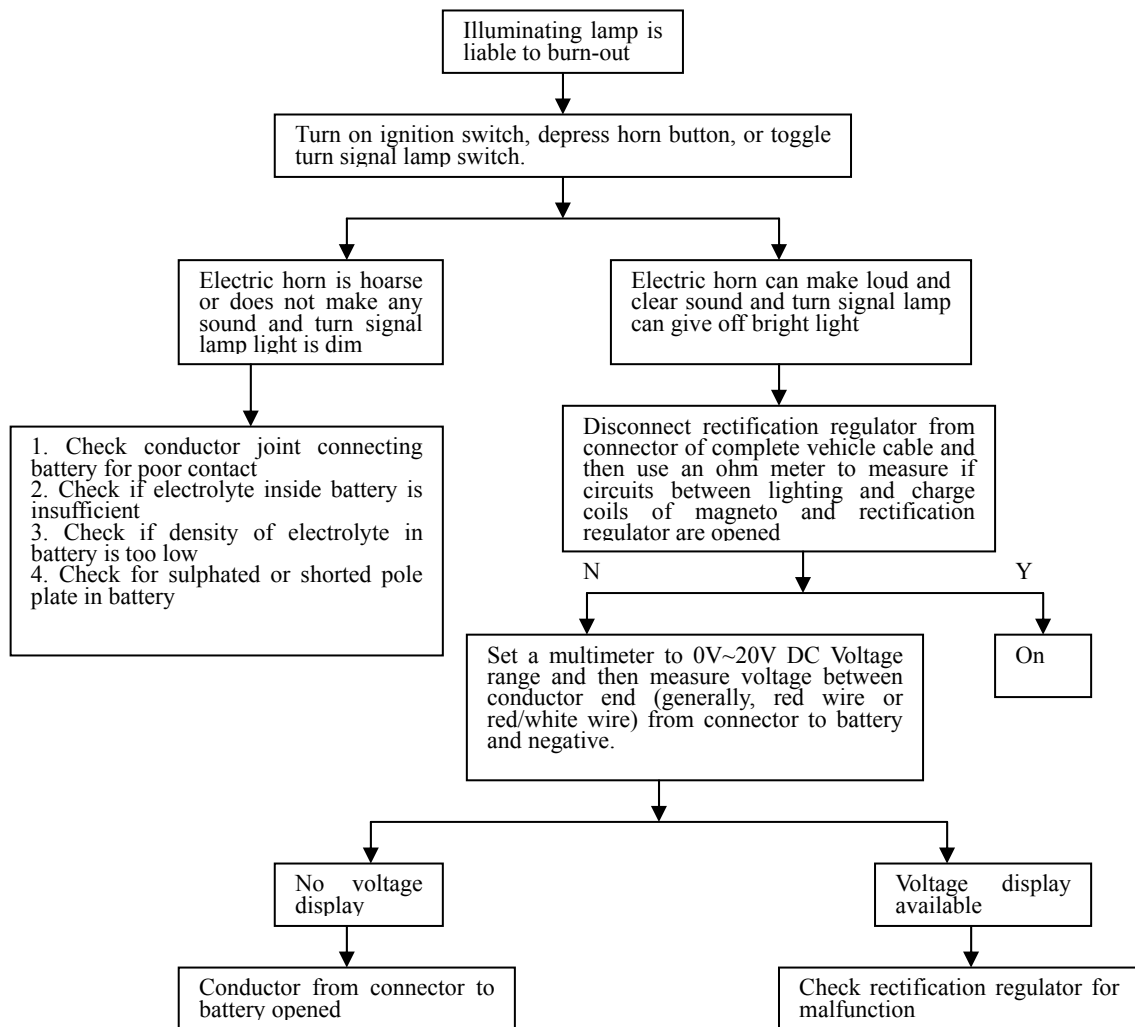 Illuminating lamp is
liable to burn-out
Turn on ignition switch, depress horn button, or toggle
turn signal lamp switch.
Electric horn is hoarse
or does not make any
sound and turn signal
lamp light is dim
Electric horn can make loud and
clear sound and turn signal lamp
can give off bright light
1. Check conductor joint connecting
battery for poor contact
2. Check if electrolyte inside battery is
insufficient
3. Check if density of electrolyte in
battery is too low
4. Check for sulphated or shorted pole
plate in battery
Disconnect rectification regulator from
connector of complete vehicle cable and
then use an ohm meter to measure if
circuits between lighting and charge
coils of magneto and rectification
regulator are opened
N
Y
Set a multimeter to 0V~20V DC Voltage
range and then measure voltage between
conductor end (generally, red wire or
red/white wire) from connector to battery
and negative.
On
No voltage
display
Voltage display
available
Conductor from connector to
battery opened
Check rectification regulator for
malfunction